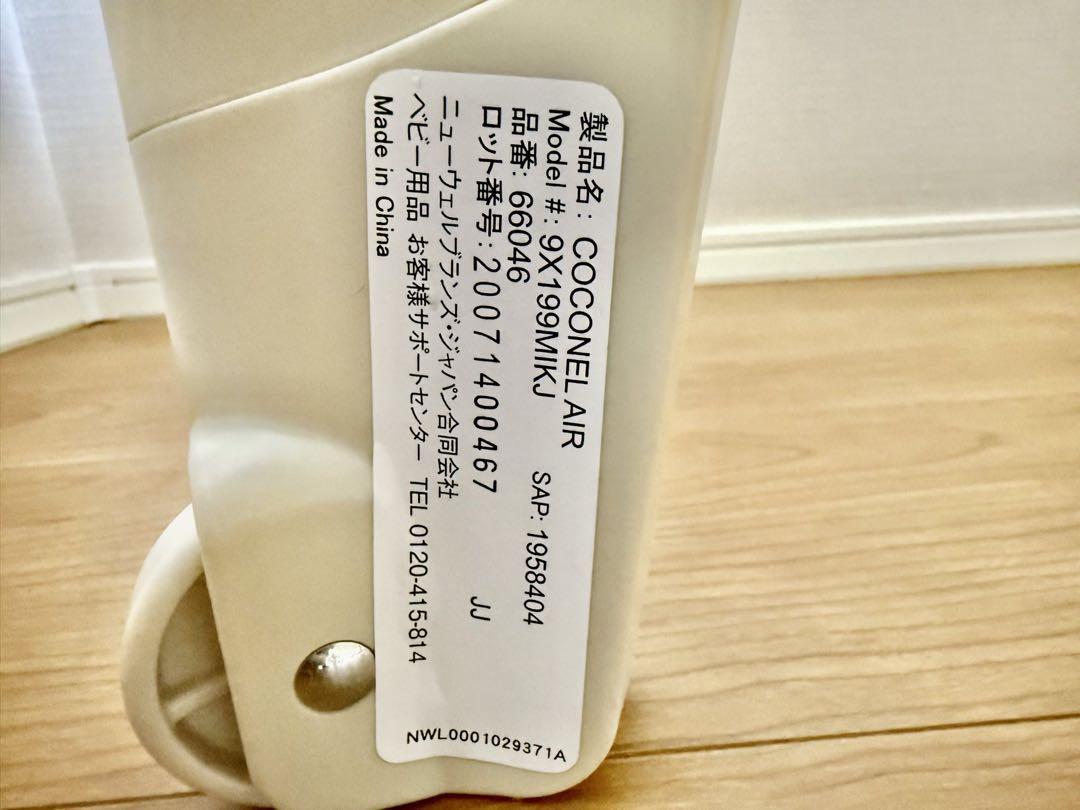 製品名: COCONEL AIR
Model #: 9X199MIKJ
品番: 66046 SAP: 1958404
ロット番号: 20071400467 JJ
ニューウェルブランズ・ジャパン合同会社
ベビー用品 お客様サポートセンター TEL 0120-415-814
Made in China
NWL0001029371A